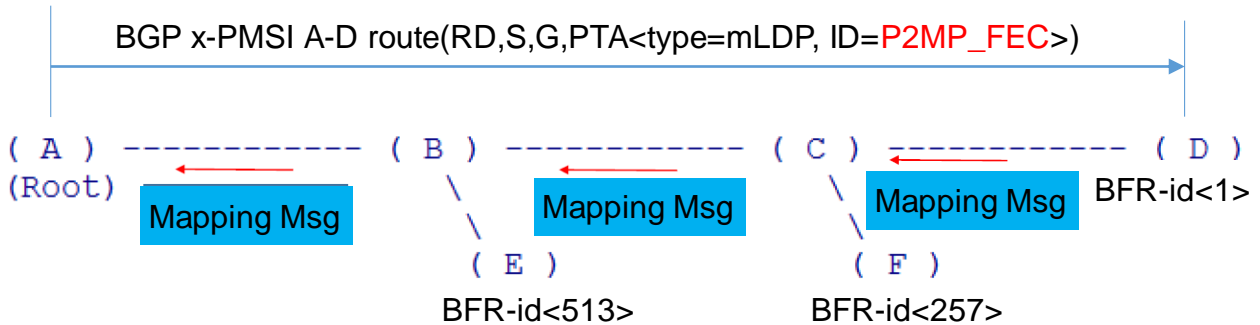 BGP x-PMSI A-D route(RD,S,G,PTA<type=mLDP, ID=P2MP_FEC>)
( A ) ------------ ( B ) ------------ ( C ) ------------ ( D )
(Root)
Mapping Msg
Mapping Msg
Mapping Msg
BFR-id<1>
( E )
( F )
BFR-id<513>
BFR-id<257>